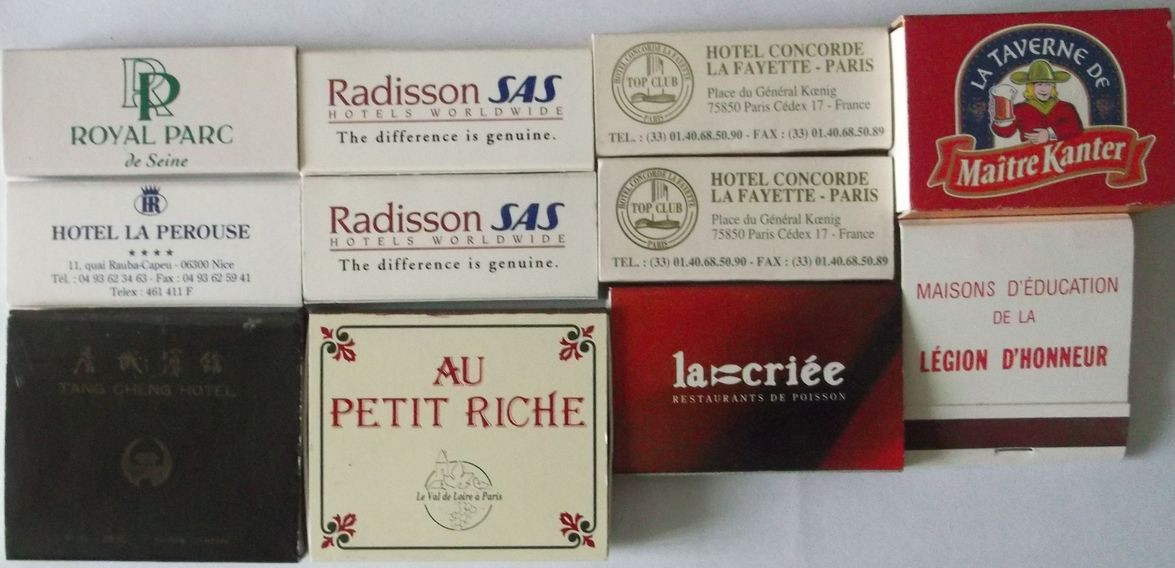 RP
ROYAL PARC
de Seine
Radisson SAS
HOTELS WORLDWIDE
The difference is genuine.
HOTEL CONCORDE LA FAYETTE
TOP CLUB
PARIS
HOTEL CONCORDE
LA FAYETTE - PARIS
Place du Général Kœnig
75850 Paris Cédex 17 - France
TEL. : (33) 01.40.68.50.90 - FAX : (33) 01.40.68.50.89
LA TAVERNE DE
Maître Kanter
HOTEL LA PEROUSE
★★★★
11, quai Rauba-Capeu - 06300 Nice
Tél. : 04 93 62 34 63 - Fax : 04 93 62 59 41
Telex : 461 411 F
Radisson SAS
HOTELS WORLDWIDE
The difference is genuine.
HOTEL CONCORDE LA FAYETTE
TOP CLUB
PARIS
HOTEL CONCORDE
LA FAYETTE - PARIS
Place du Général Kœnig
75850 Paris Cédex 17 - France
TEL. : (33) 01.40.68.50.90 - FAX : (33) 01.40.68.50.89
唐城賓館
TANG CHENG HOTEL
AU
PETIT RICHE
Le Val de Loire à Paris
la criée
RESTAURANTS DE POISSON
MAISONS D'ÉDUCATION
DE LA
LÉGION D'HONNEUR